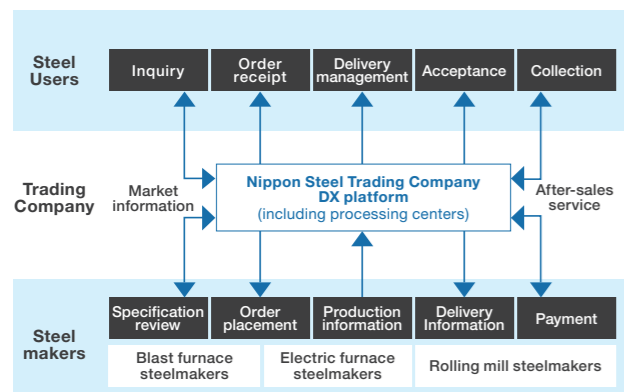 Steel
Users
Inquiry
Order
receipt
Delivery
management
Acceptance
Collection
Trading
Company
Market
information
Nippon Steel Trading Company
DX platform
(including processing centers)
After-sales
service
Steel
makers
Specification
review
Order
placement
Production
information
Delivery
Information
Payment
Blast furnace
steelmakers
Electric furnace
steelmakers
Rolling mill steelmakers